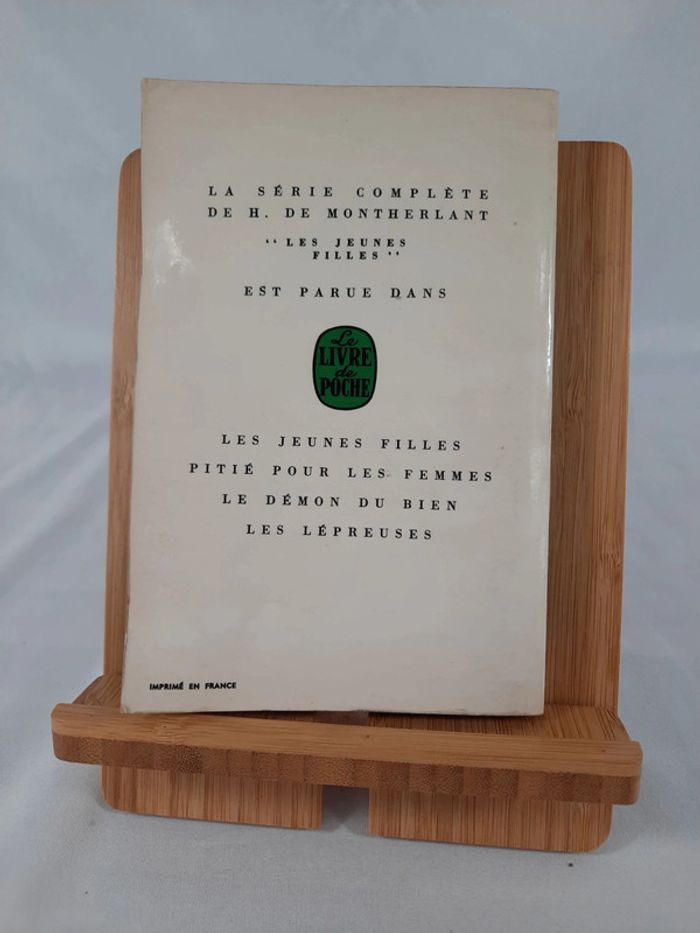 LA SÉRIE COMPLÈTE
DE H. DE MONTHERLANT
“ LES JEUNES
FILLES ”
EST PARUE DANS
Le
LIVRE
de
POCHE
LES JEUNES FILLES
PITIÉ POUR LES FEMMES
LE DÉMON DU BIEN
LES LÉPREUSES
IMPRIMÉ EN FRANCE